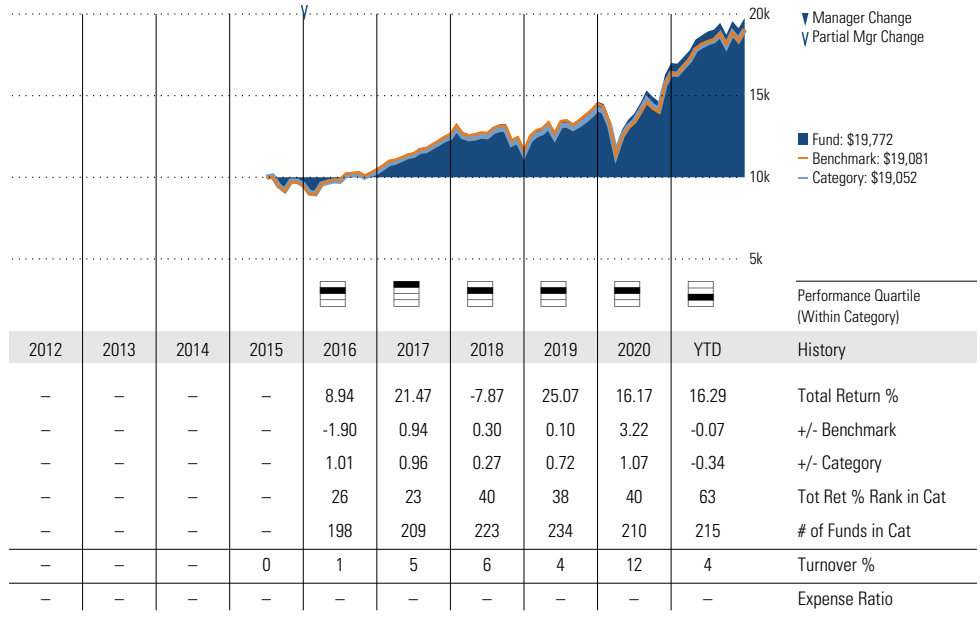 20k
▼ Manager Change
Partial Mgr Change
15k
Fund: $19,772
Benchmark: $19,081
10k
Category: $19,052
5k
Performance Quartile
(Within Category)
2012 2013 2014 2015 2016 2017 2018 2019 2020 YTD History
– – – – 8.94 21.47 -7.87 25.07 16.17 16.29 Total Return %
– – – – -1.90 0.94 0.30 0.10 3.22 -0.07 +/- Benchmark
– – – – 1.01 0.96 0.27 0.72 1.07 -0.34 +/- Category
– – – – 26 23 40 38 40 63 Tot Ret % Rank in Cat
– – – – 198 209 223 234 210 215 # of Funds in Cat
– – – 0 1 5 6 4 12 4 Turnover %
– – – – – – – – – – Expense Ratio